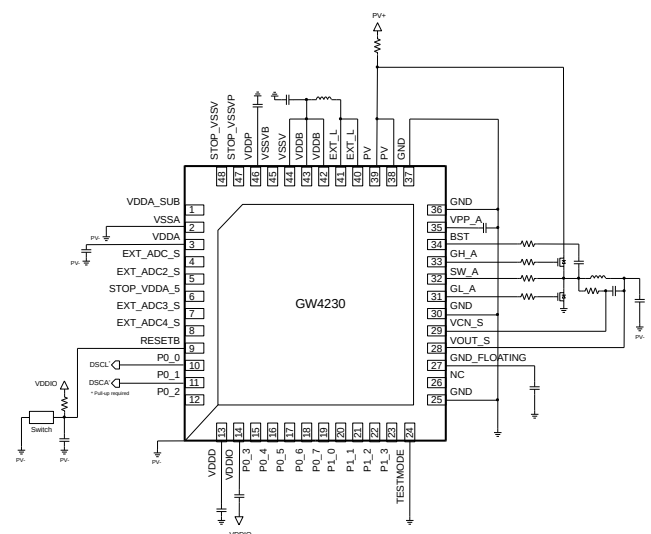 PV+
STOP_VSSV
STOP_VSSVP
VDDP
VSSVB
VSSV
VDDB
VDDB
EXT_L
EXT_L
PV
PV
GND
48
47
46
45
44
43
42
41
40
39
38
37
VDDA_SUB
1
VSSA
2
PV-
VDDA
3
PV-
EXT_ADC_S
4
EXT_ADC2_S
5
STOP_VDDA_5
6
EXT_ADC3_S
7
EXT_ADC4_S
8
RESETB
9
P0_0
10
DSCL
P0_1
11
DSCA
* Pull-up required
P0_2
12
VDDIO
Switch
PV-
PV-
PV-
GW4230
36
GND
35
VPP_A
34
BST
33
GH_A
32
SW_A
31
GL_A
30
GND
29
VCN_S
28
VOUT_S
27
GND_FLOATING
26
NC
25
GND
PV-
13
14
15
16
17
18
19
20
21
22
23
24
VDDD
VDDIO
P0_3
P0_4
P0_5
P0_6
P0_7
P1_0
P1_1
P1_2
P1_3
TESTMODE
VDDIO